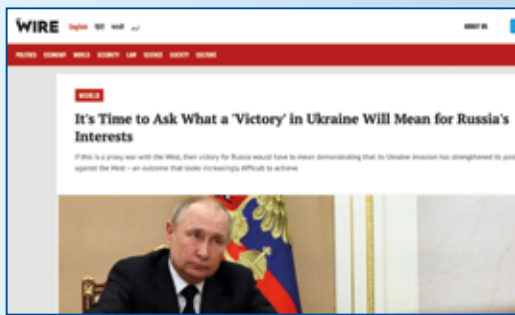 WIRE English हिंदी मराठी اردو ABOUT US
POLITICS ECONOMY WORLD SECURITY LAW SCIENCE SOCIETY CULTURE
WORLD
It's Time to Ask What a 'Victory' in Ukraine Will Mean for Russia's
Interests
If this is a proxy war with the West, then victory for Russia would have to mean demonstrating that its Ukraine invasion has strengthened its
against the West – an outcome that looks increasingly difficult to achieve.